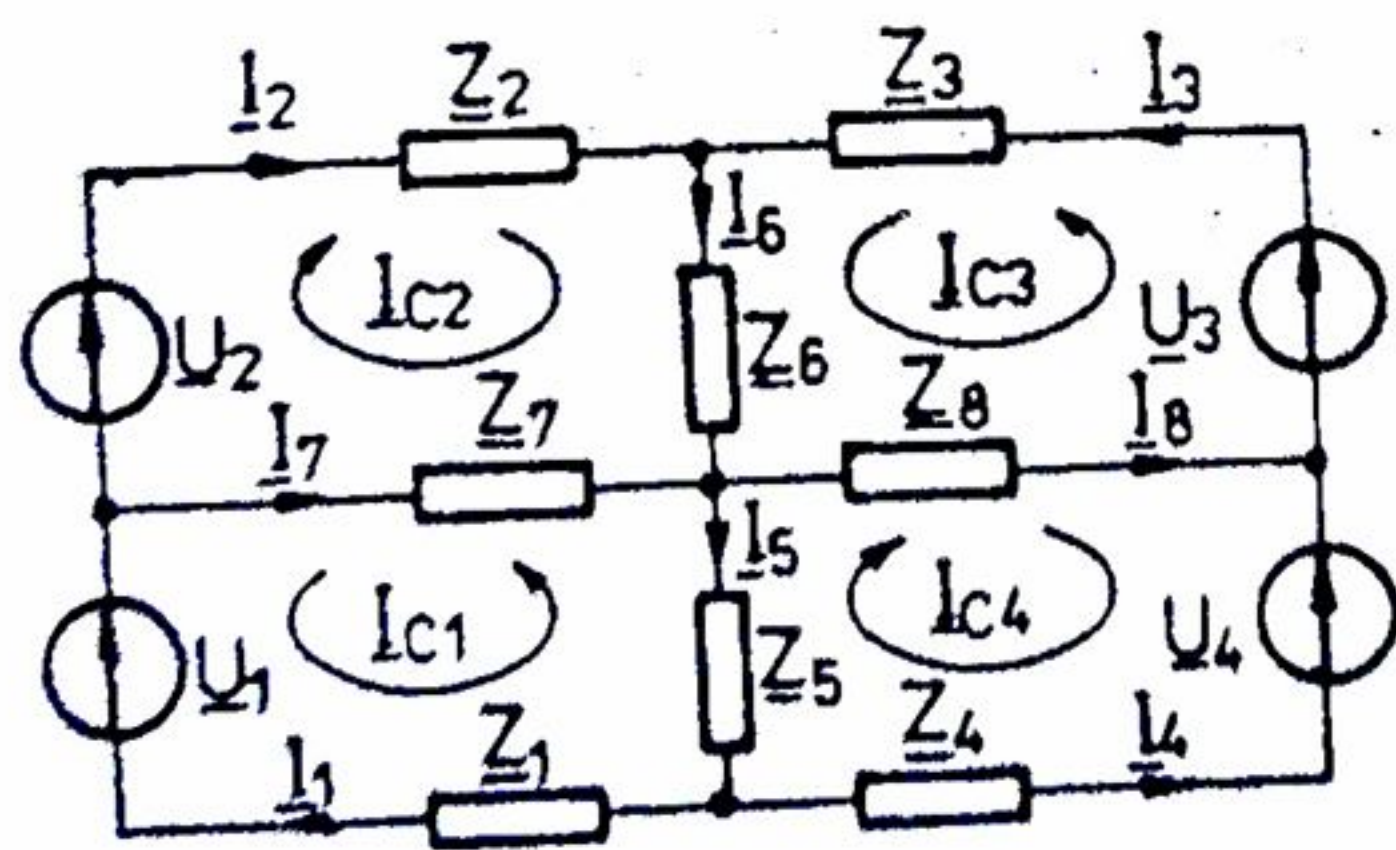 I2 Z2 Z3 I3
I6
IC2 IC3
U2 Z6 U3
I7 Z7 Z8 I8
I5
IC1 IC4
U1 Z5 U4
I1 Z1 Z4 I4